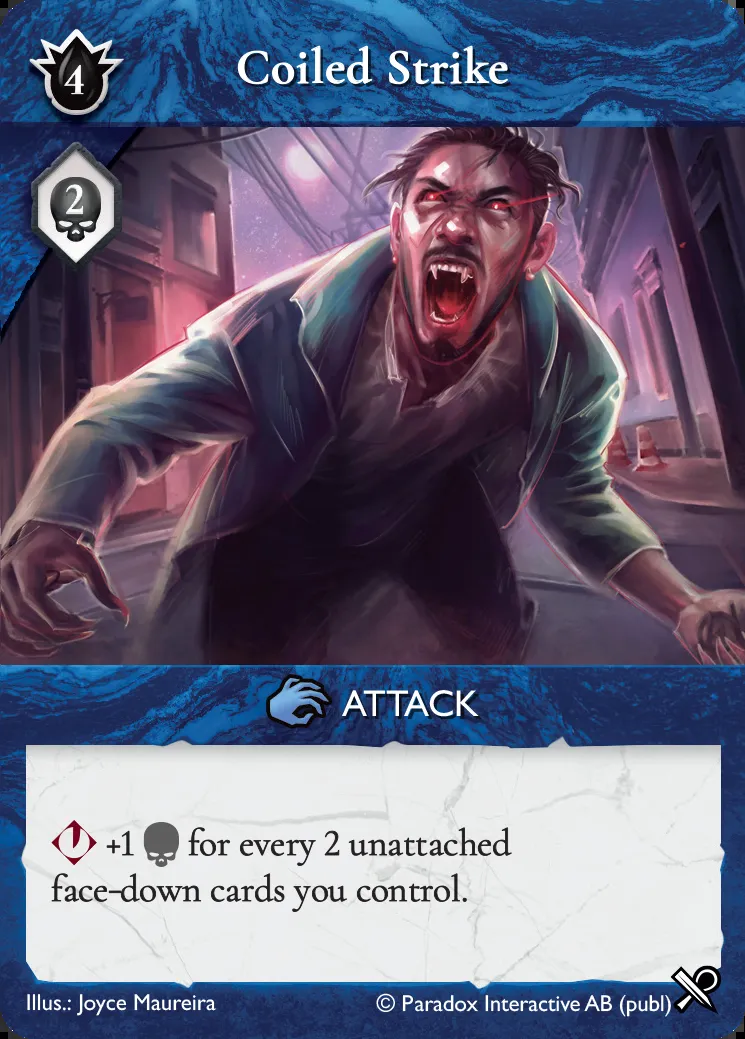 4
Coiled Strike
2
ATTACK
+1 for every 2 unattached
face-down cards you control.
Illus.: Joyce Maureira
© Paradox Interactive AB (publ)